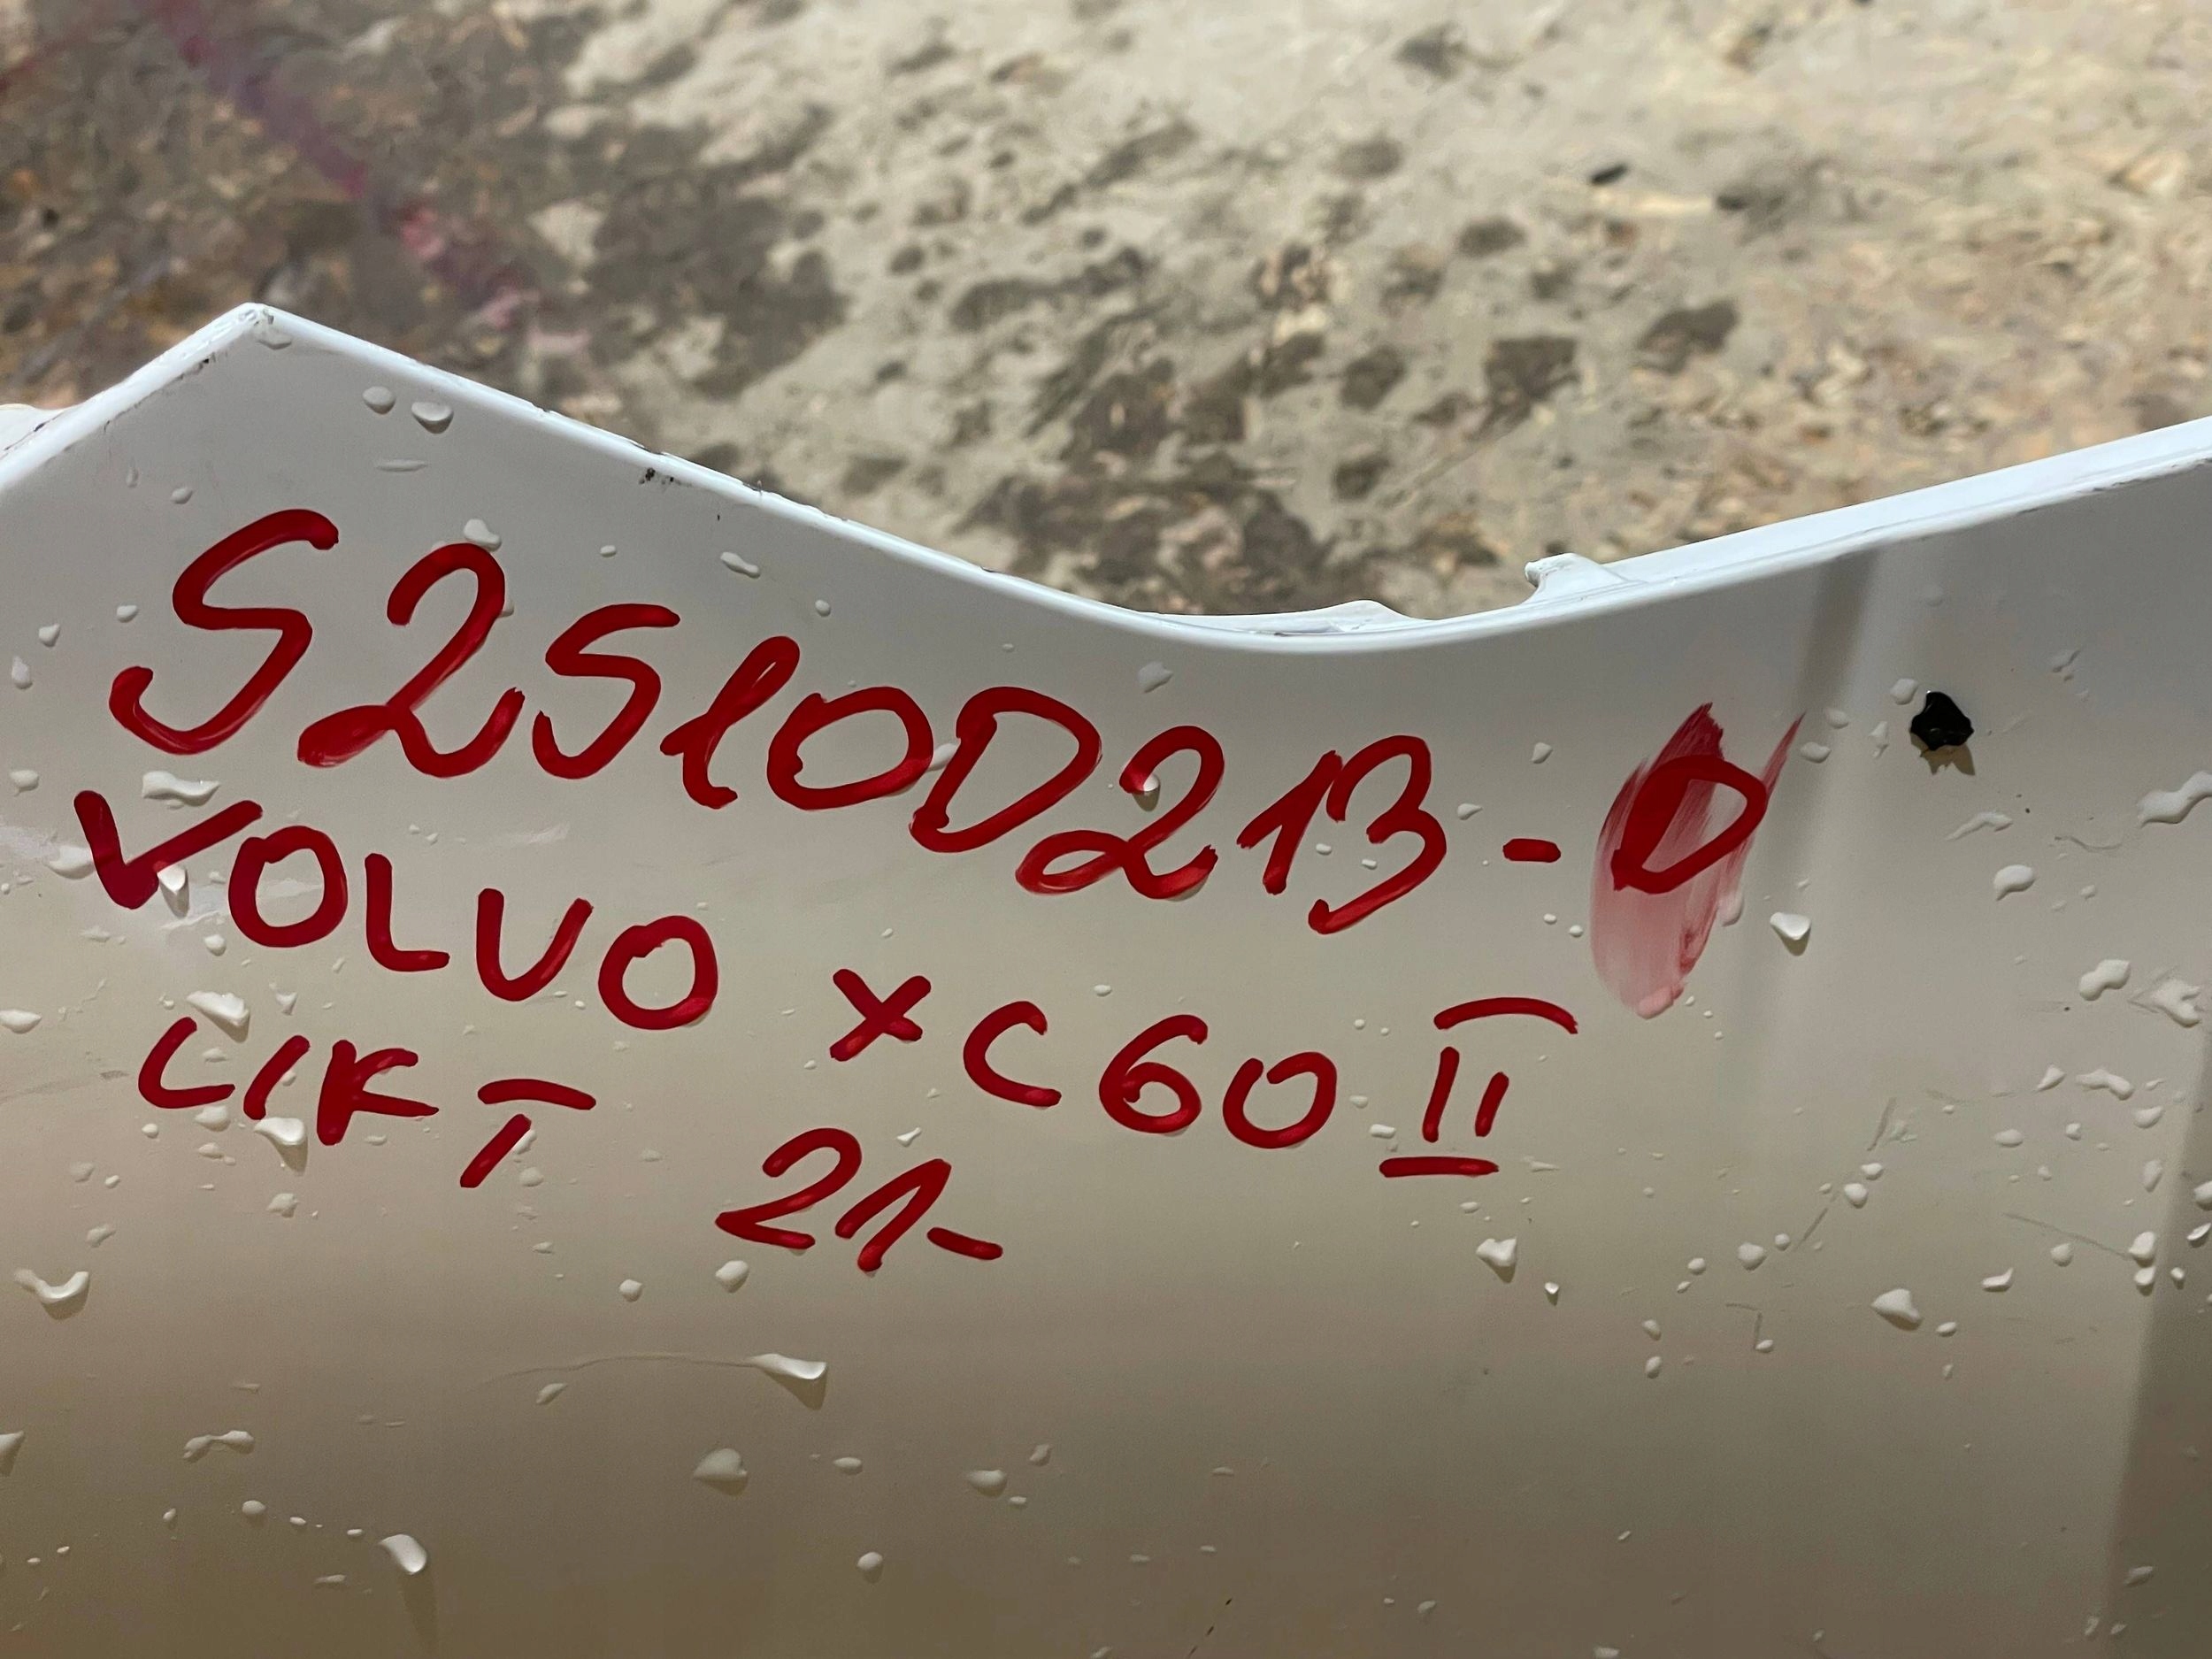 S2S10D213-0
VOLVO XC60 II
LIFT 21-